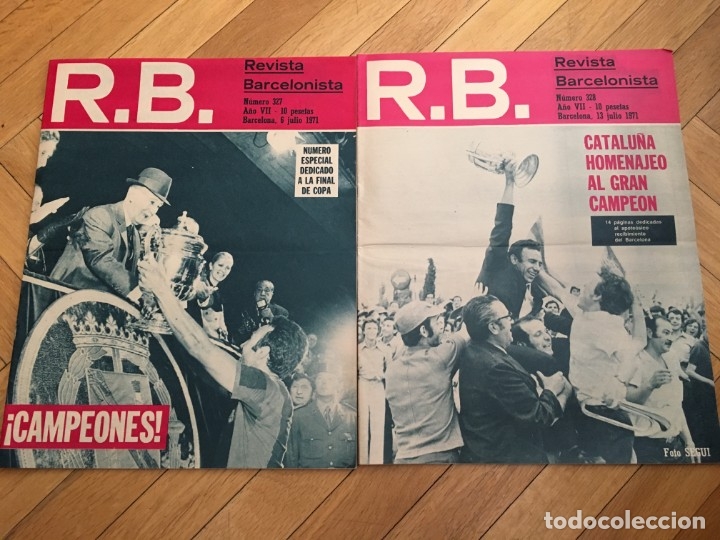 R.B.
Revista
Barcelonista
Número 327
Año VII - 10 pesetas
Barcelona, 6 julio 1971
NUMERO
ESPECIAL
DEDICADO
A LA FINAL
DE COPA
¡CAMPEONES!
R.B.
Revista
Barcelonista
Número 328
Año VII - 10 pesetas
Barcelona, 13 julio 1971
CATALUÑA
HOMENAJEO
AL GRAN
CAMPEON
14 páginas dedicadas
al apoteósico
recibimiento
del Barcelona
Foto SEGUI
todocoleccion